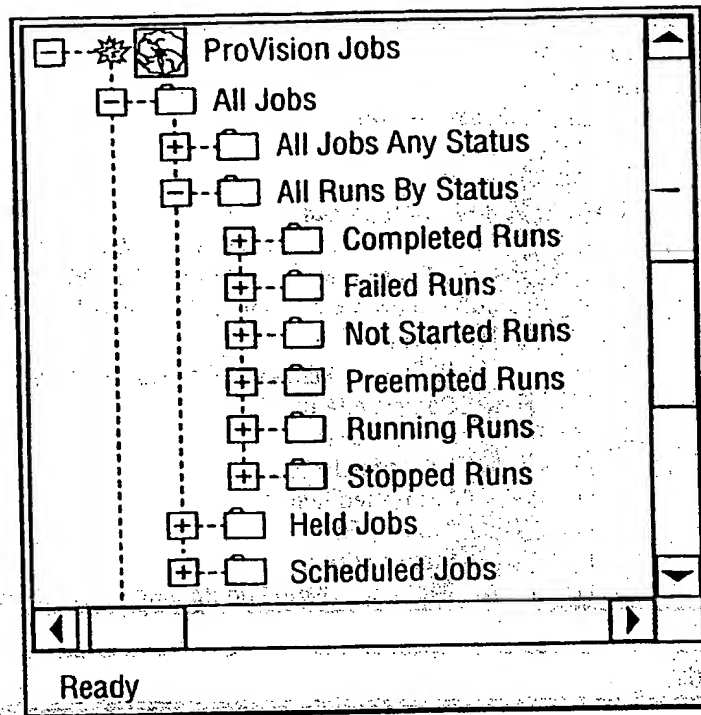 ProVision Jobs
All Jobs
All Jobs Any Status
All Runs By Status
Completed Runs
Failed Runs
Not Started Runs
Preempted Runs
Running Runs
Stopped Runs
Held Jobs
Scheduled Jobs
Ready